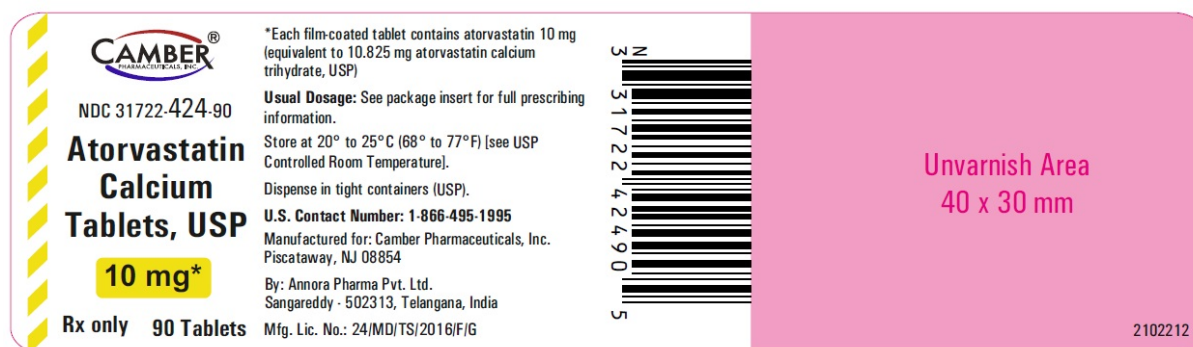 CAMBER®
PHARMACEUTICALS, INC.
NDC 31722-424-90
Atorvastatin
Calcium
Tablets, USP
10 mg*
Rx only 90 Tablets
*Each film-coated tablet contains atorvastatin 10 mg
(equivalent to 10.825 mg atorvastatin calcium
trihydrate, USP)
Usual Dosage: See package insert for full prescribing
information.
Store at 20° to 25°C (68° to 77°F) [see USP
Controlled Room Temperature].
Dispense in tight containers (USP).
U.S. Contact Number: 1-866-495-1995
Manufactured for: Camber Pharmaceuticals, Inc.
Piscataway, NJ 08854
By: Annora Pharma Pvt. Ltd.
Sangareddy - 502313, Telangana, India
Mfg. Lic. No.: 24/MD/TS/2016/F/G
N
3 31722 42490 5
Unvarnish Area
40 x 30 mm
2102212